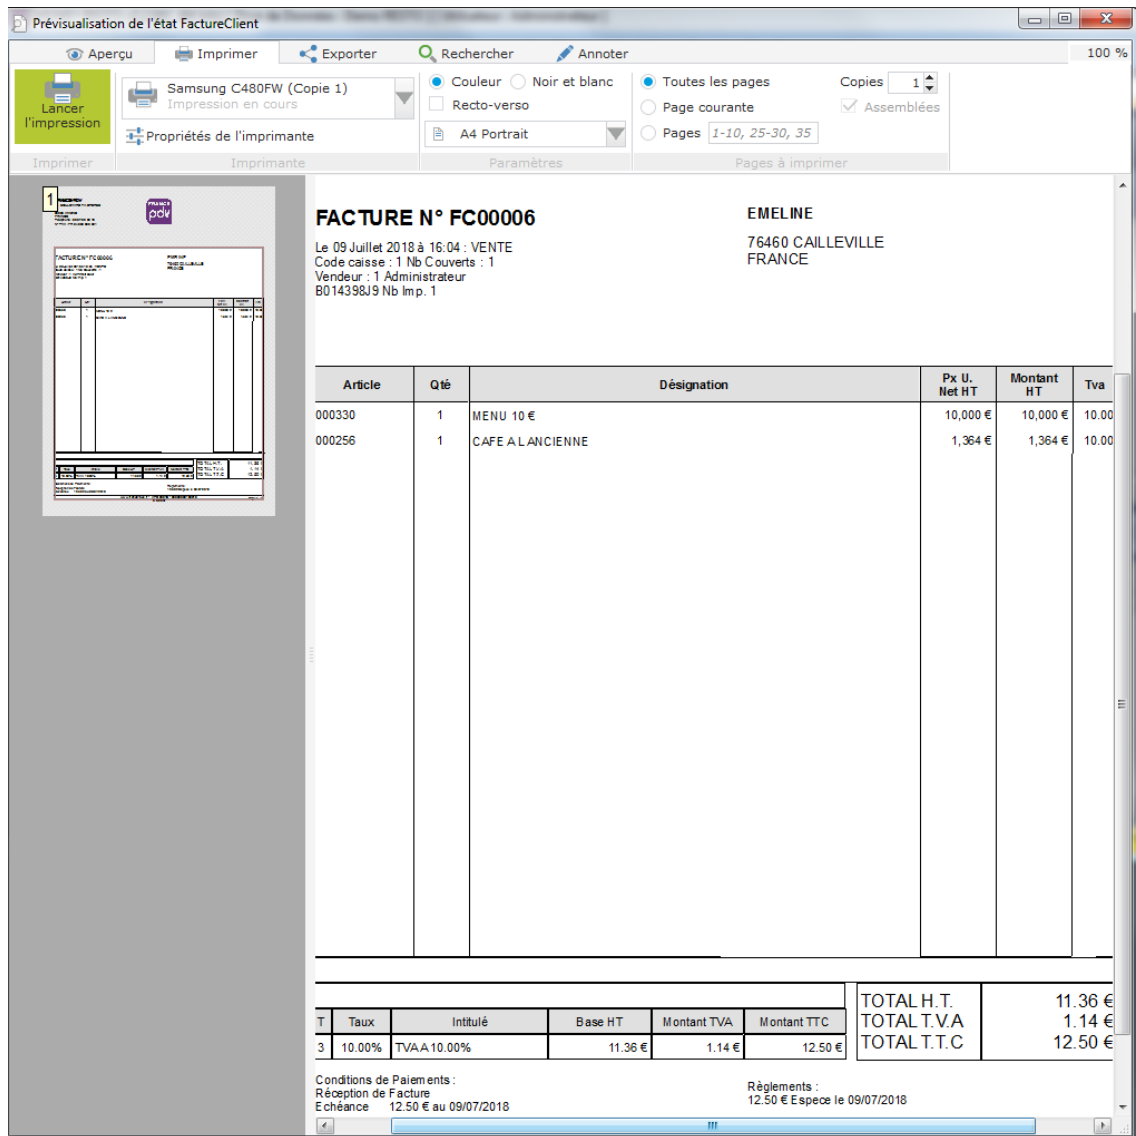 Prévisualisation de l'état FactureClient
Aperçu Imprimer Exporter Rechercher Annoter 100 %
Lancer l'impression
Imprimer
Samsung C480FW (Copie 1)
Impression en cours
Propriétés de l'imprimante
Imprimante
Couleur Noir et blanc
Recto-verso
A4 Portrait
Paramètres
Toutes les pages
Page courante
Pages 1-10, 25-30, 35
Copies 1
Assemblées
Pages à imprimer
1
FRANCE
pdv
FACTURE N° FC00006
Le 09 Juillet 2018 à 16:04 : VENTE
Code caisse : 1 Nb Couverts : 1
Vendeur : 1 Administrateur
B014398J9 Nb Imp. 1
EMELINE
76460 CAILLEVILLE
FRANCE
Article Qté Désignation Px U. Net HT Montant HT Tva
000330 1 MENU 10 € 10,000 € 10,000 € 10.00
000256 1 CAFE A L ANCIENNE 1,364 € 1,364 € 10.00
T Taux Intitulé Base HT Montant TVA Montant TTC
3 10.00% TVA A 10.00% 11.36 € 1.14 € 12.50 €
TOTAL H.T. 11.36 €
TOTAL T.V.A 1.14 €
TOTAL T.T.C 12.50 €
Conditions de Paiements :
Réception de Facture
Echéance 12.50 € au 09/07/2018
Règlements :
12.50 € Espece le 09/07/2018